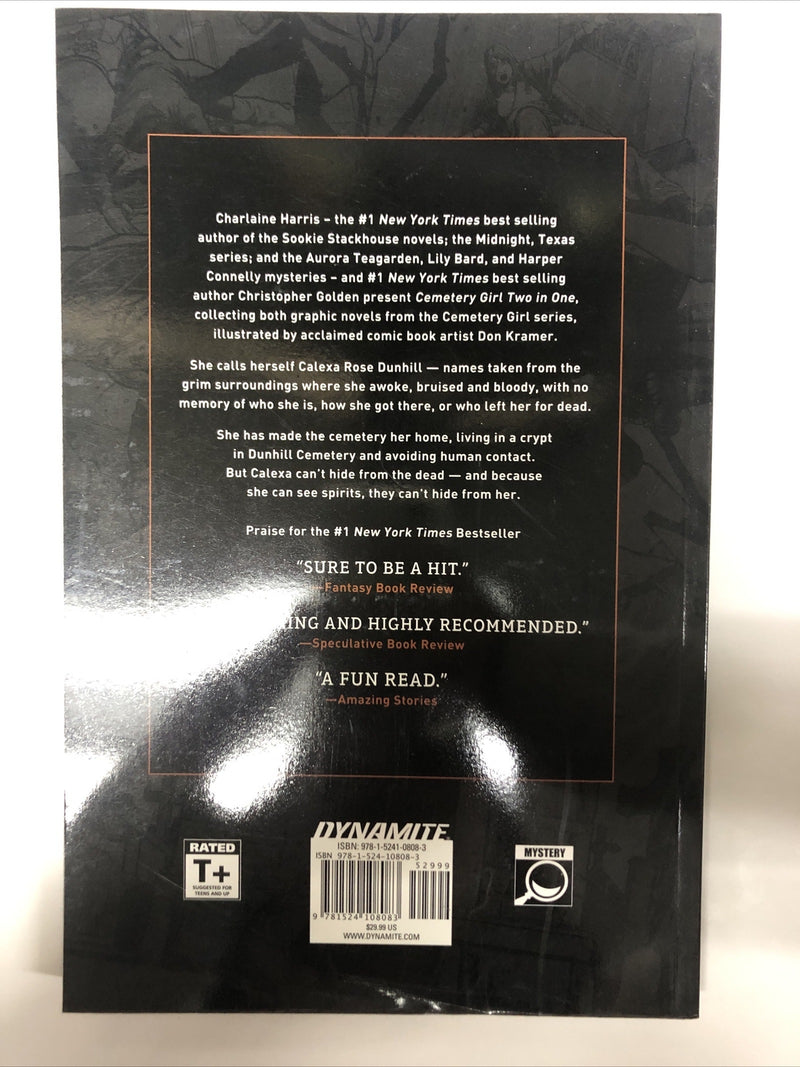 Charlaine Harris – the #1 New York Times best selling
author of the Sookie Stackhouse novels; the Midnight, Texas
series; and the Aurora Teagarden, Lily Bard, and Harper
Connelly mysteries – and #1 New York Times best selling
author Christopher Golden present Cemetery Girl Two in One,
collecting both graphic novels from the Cemetery Girl series,
illustrated by acclaimed comic book artist Don Kramer.
She calls herself Calexa Rose Dunhill — names taken from the
grim surroundings where she awoke, bruised and bloody, with no
memory of who she is, how she got there, or who left her for dead.
She has made the cemetery her home, living in a crypt
in Dunhill Cemetery and avoiding human contact.
But Calexa can't hide from the dead — and because
she can see spirits, they can't hide from her.
Praise for the #1 New York Times Bestseller
“SURE TO BE A HIT.”
—Fantasy Book Review
AND HIGHLY RECOMMENDED.”
—Speculative Book Review
“A FUN READ.”
—Amazing Stories
DYNAMITE
RATED
T+
SUGGESTED FOR
TEENS AND UP
ISBN: 978-1-5241-0808-3
ISBN 978-1-524-10808-3
52999
9 781524 108083
$29.99 US
WWW.DYNAMITE.COM
MYSTERY